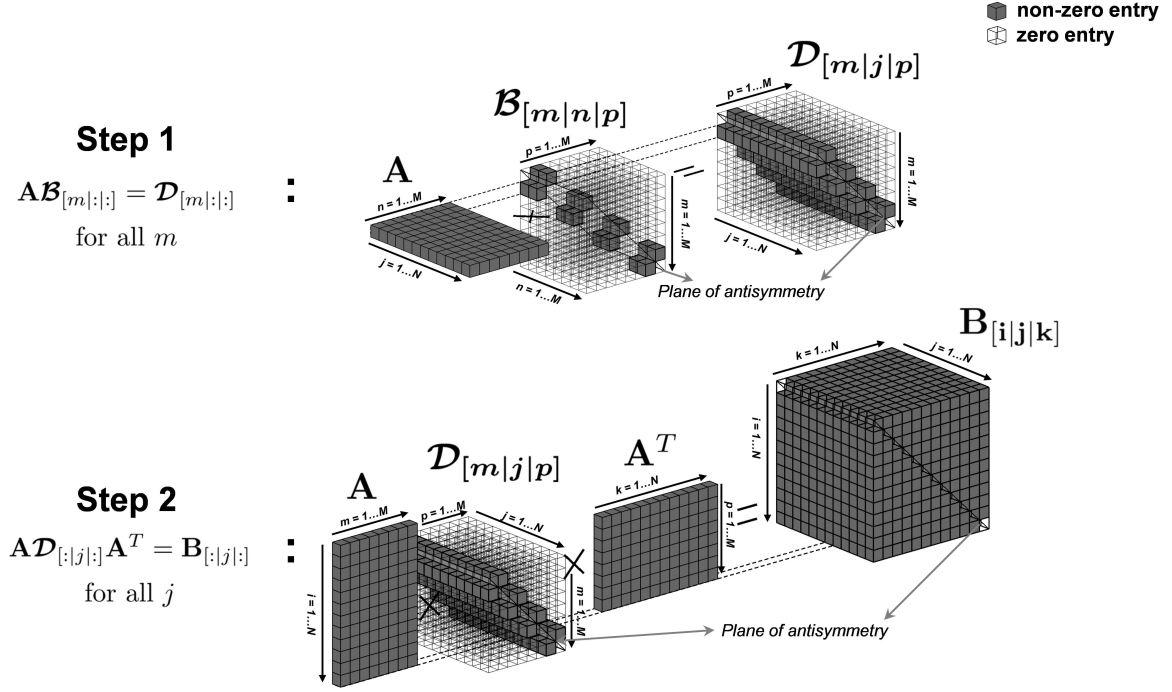 non-zero entry
zero entry
Step 1
A𝓑[m|:|:] = 𝓓[m|:|:]
for all m
:
A
n = 1...M
j = 1...N
×
𝓑[m|n|p]
p = 1...M
m = 1...M
n = 1...M
=
𝓓[m|j|p]
p = 1...M
m = 1...M
j = 1...N
Plane of antisymmetry
Step 2
A𝓓[:|j|:]Aᵀ = B[:|j|:]
for all j
:
A
m = 1...M
i = 1...N
×
𝓓[m|j|p]
p = 1...M
j = 1...N
m = 1...M
×
Aᵀ
k = 1...N
p = 1...M
=
B[i|j|k]
k = 1...N
j = 1...N
i = 1...N
Plane of antisymmetry